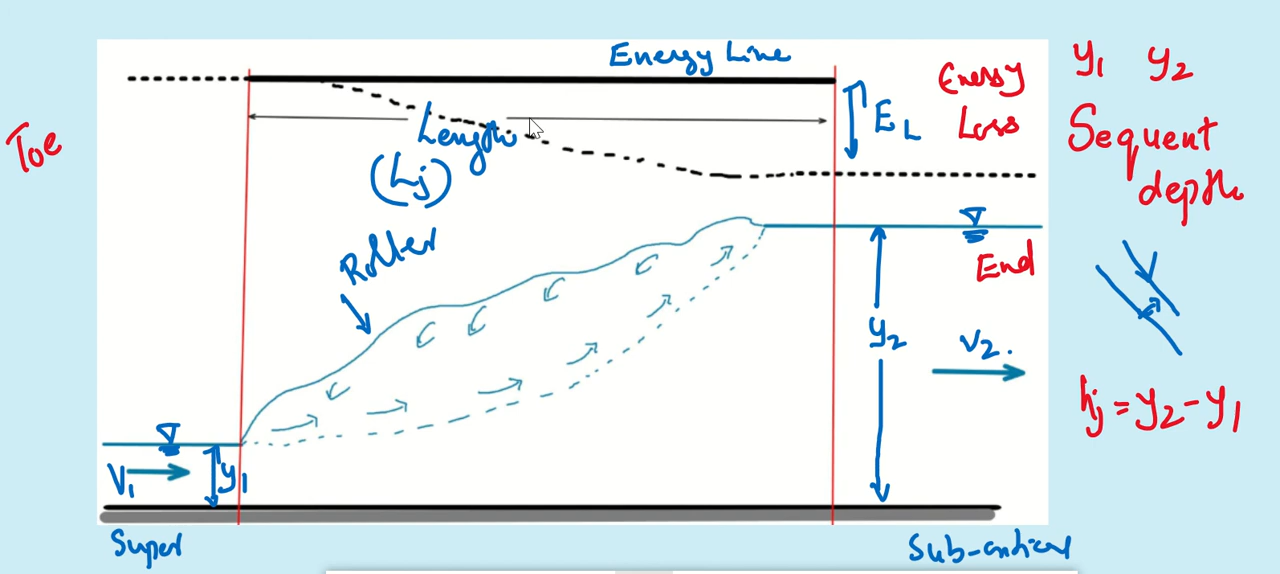 Energy Line
Toe
Length
(Lj)
Roller
EL
Energy
Loss
y1 y2
Sequent
depth
End
y2
V2.
hj = y2 - y1
V1
y1
Super
Sub-critical